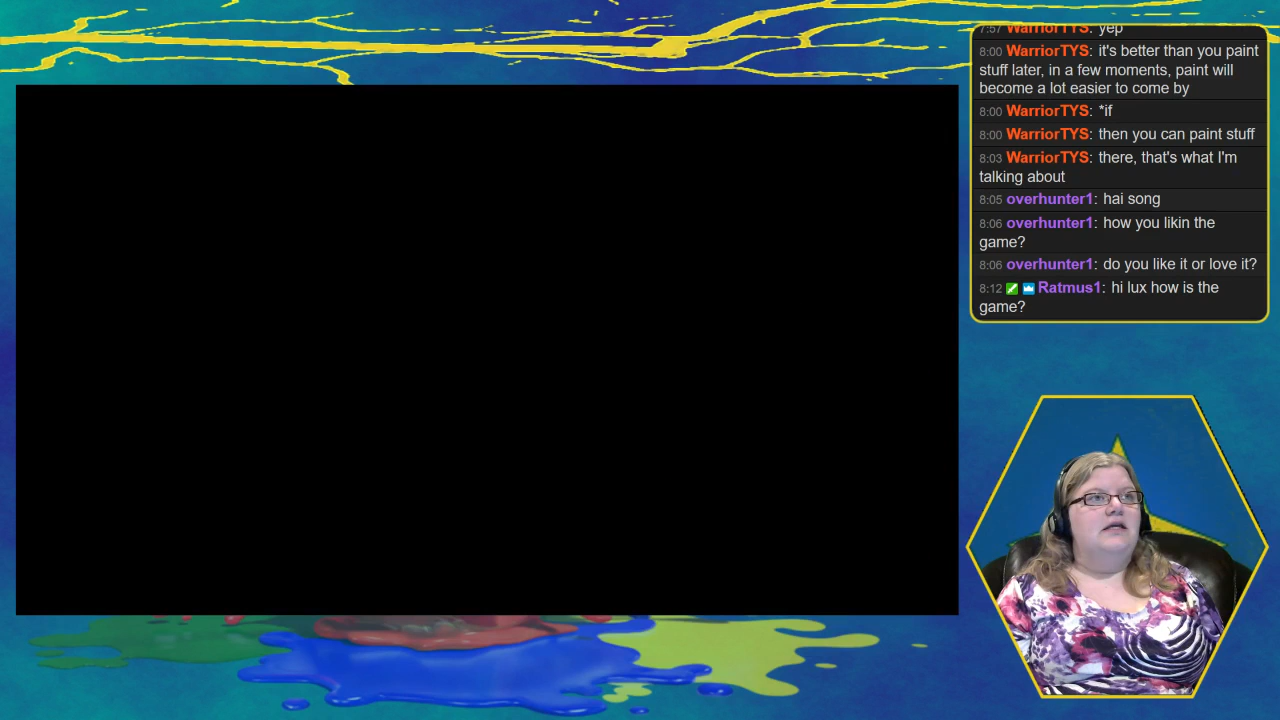 7:57 WarriorTYS: yep
8:00 WarriorTYS: it's better than you paint
stuff later, in a few moments, paint will
become a lot easier to come by
8:00 WarriorTYS: *if
8:00 WarriorTYS: then you can paint stuff
8:03 WarriorTYS: there, that's what I'm
talking about
8:05 overhunter1: hai song
8:06 overhunter1: how you likin the
game?
8:06 overhunter1: do you like it or love it?
8:12 Ratmus1: hi lux how is the
game?